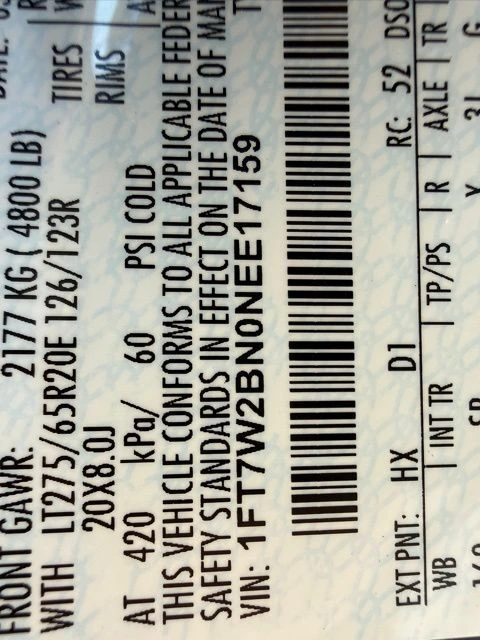 FRONT GAWR: 2177 KG ( 4800 LB)
WITH LT275/65R20E 126/123R TIRES
20X8.0J RIMS
AT 420 kPa/ 60 PSI COLD
THIS VEHICLE CONFORMS TO ALL APPLICABLE FEDER
SAFETY STANDARDS IN EFFECT ON THE DATE OF MA
VIN: 1FT7W2BN0NEE17159
EXT PNT: HX D1 RC: 52 DSO
WB | INT TR | TP/PS | R | AXLE | TR